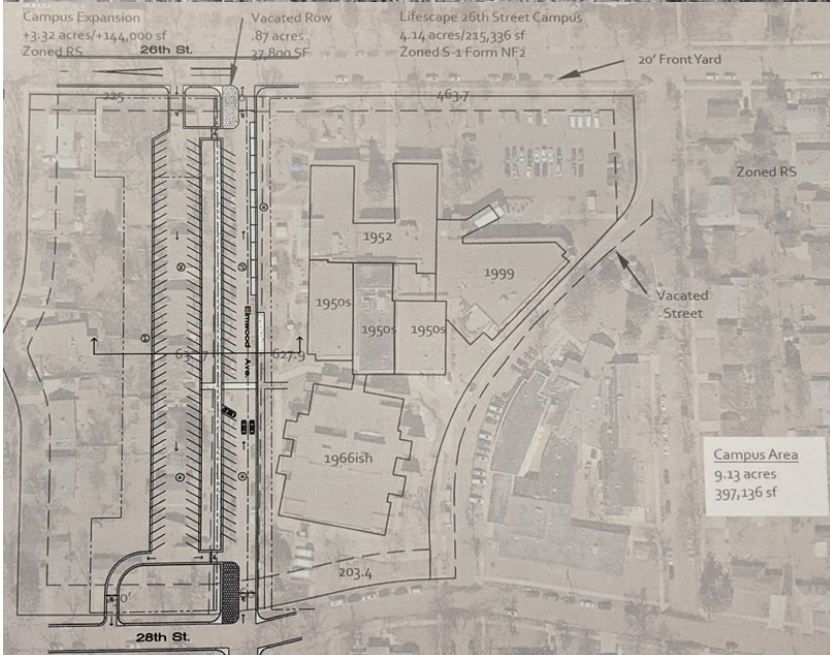 Campus Expansion
+3.32 acres/+144,000 sf
Zoned RS
26th St.
Vacated Row
.87 acres
37,800 SF
Lifescape 26th Street Campus
4.14 acres/215,336 sf
Zoned S-1 Form NF2
20' Front Yard
225
463.7
Zoned RS
1952
1999
1950s
1950s
1950s
Vacated
Street
Elmwood Ave.
627.9
1966ish
Campus Area
9.13 acres
397,136 sf
203.4
28th St.